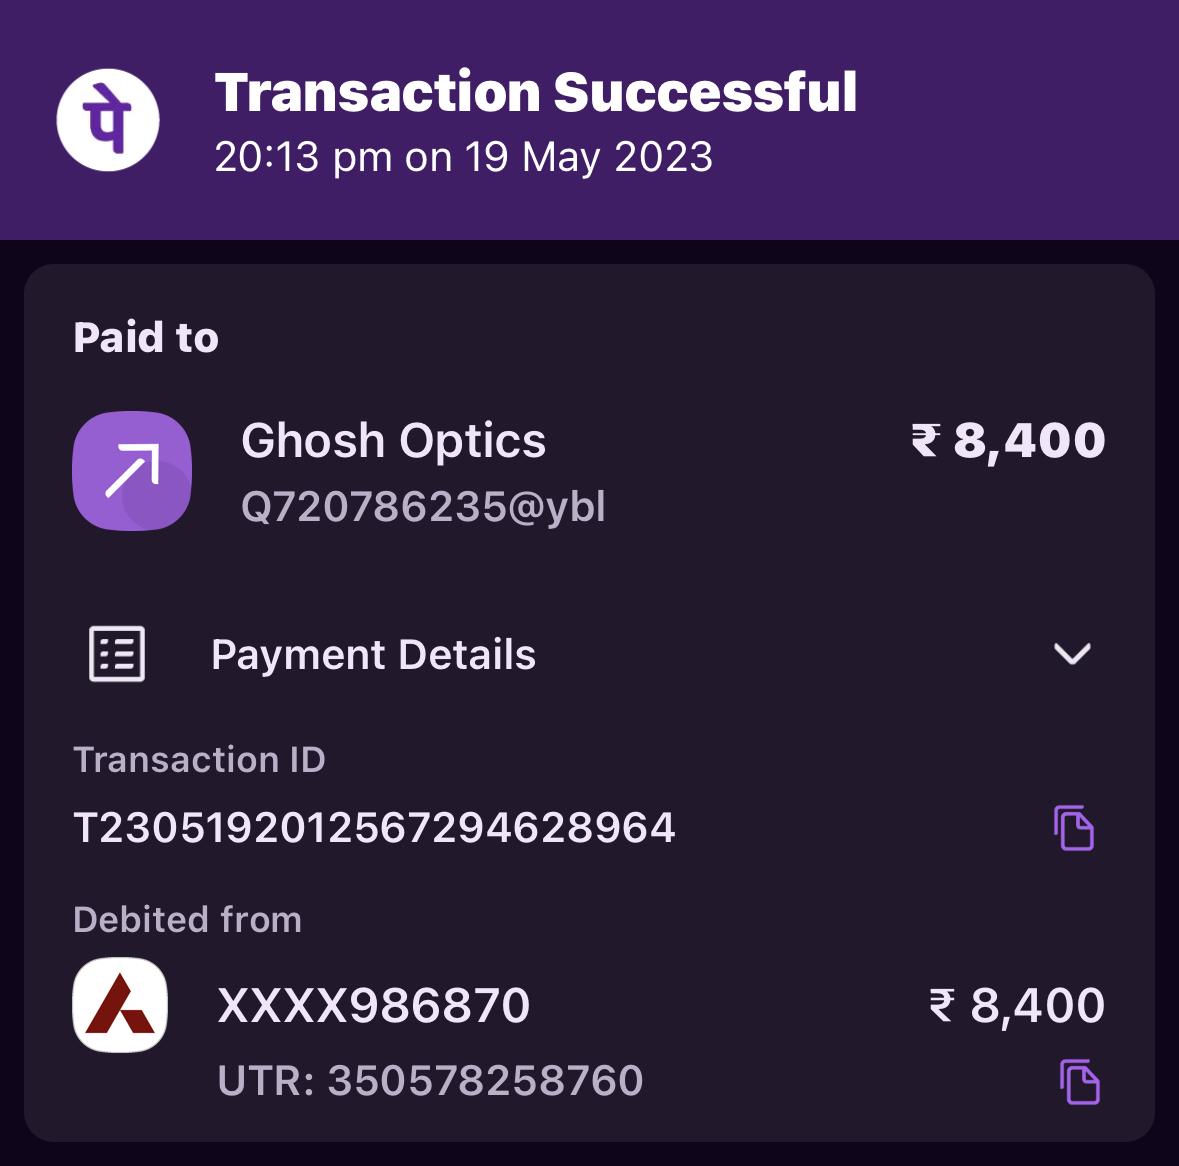 पे
Transaction Successful
20:13 pm on 19 May 2023
Paid to
Ghosh Optics
₹ 8,400
Q720786235@ybl
Payment Details
Transaction ID
T2305192012567294628964
Debited from
XXXX986870
₹ 8,400
UTR: 350578258760